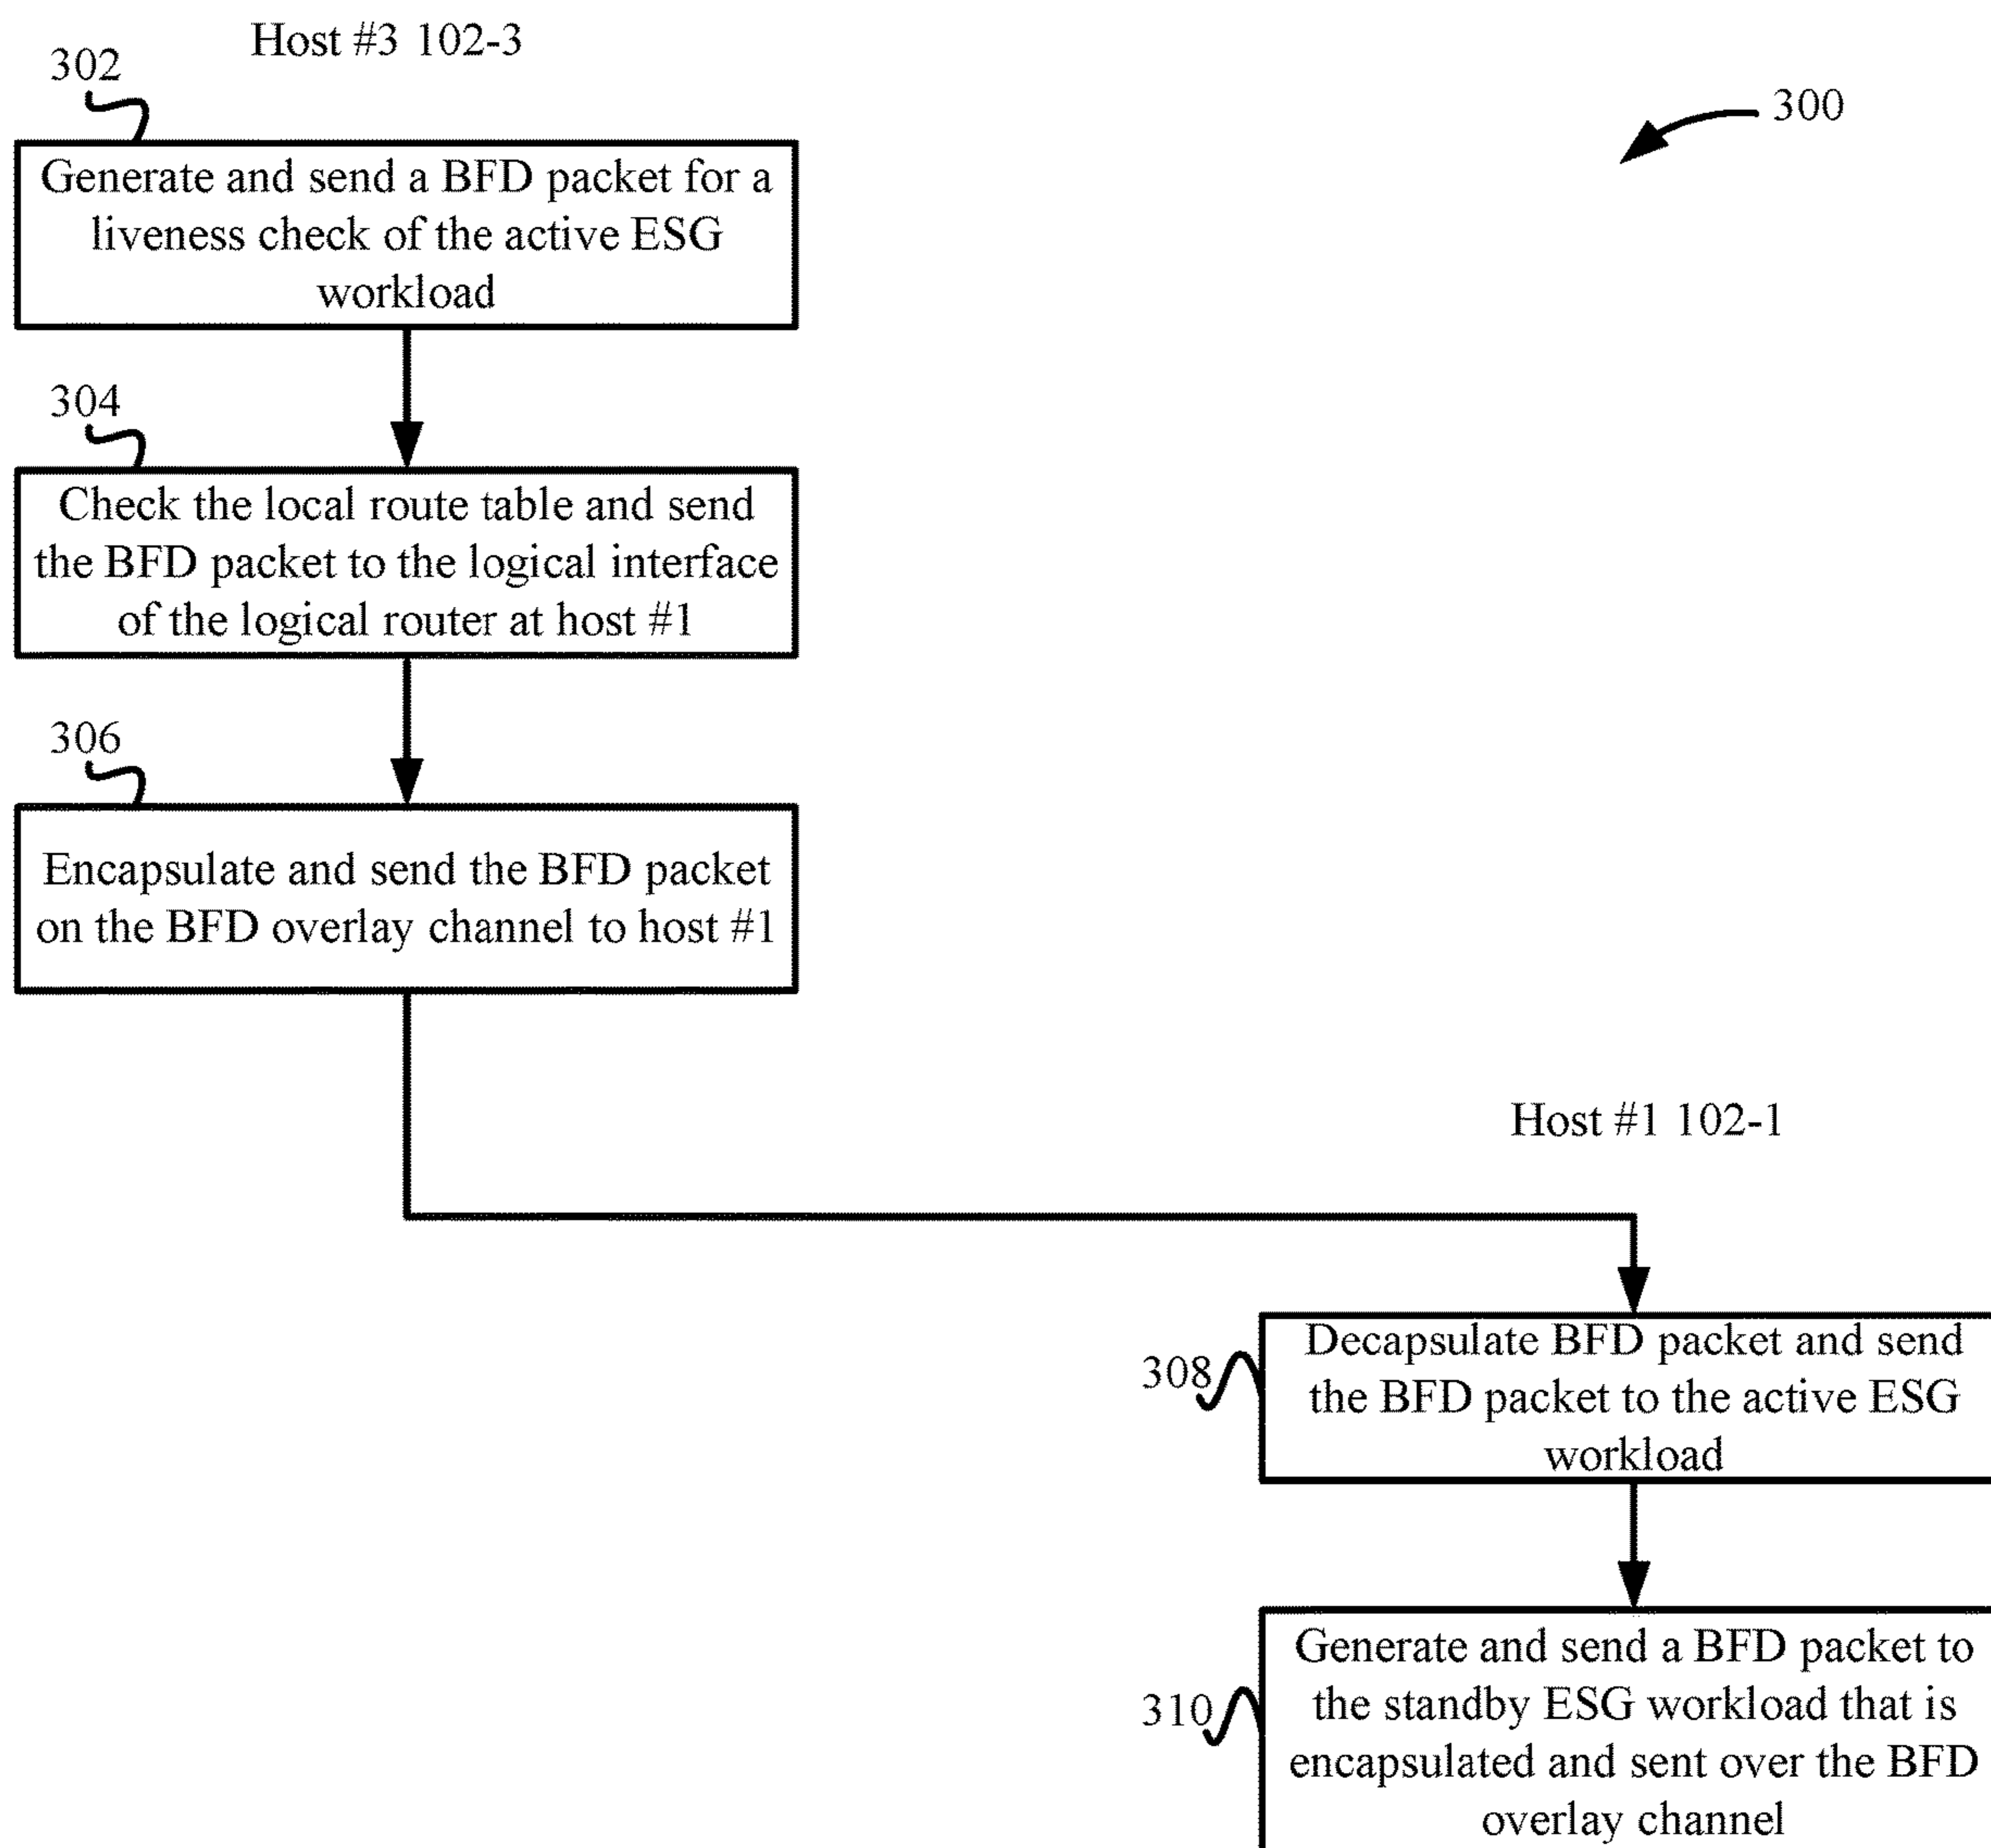 Host #3 102-3
302
300
Generate and send a BFD packet for a
liveness check of the active ESG
workload
304
Check the local route table and send
the BFD packet to the logical interface
of the logical router at host #1
306
Encapsulate and send the BFD packet
on the BFD overlay channel to host #1
Host #1 102-1
308
Decapsulate BFD packet and send
the BFD packet to the active ESG
workload
310
Generate and send a BFD packet to
the standby ESG workload that is
encapsulated and sent over the BFD
overlay channel